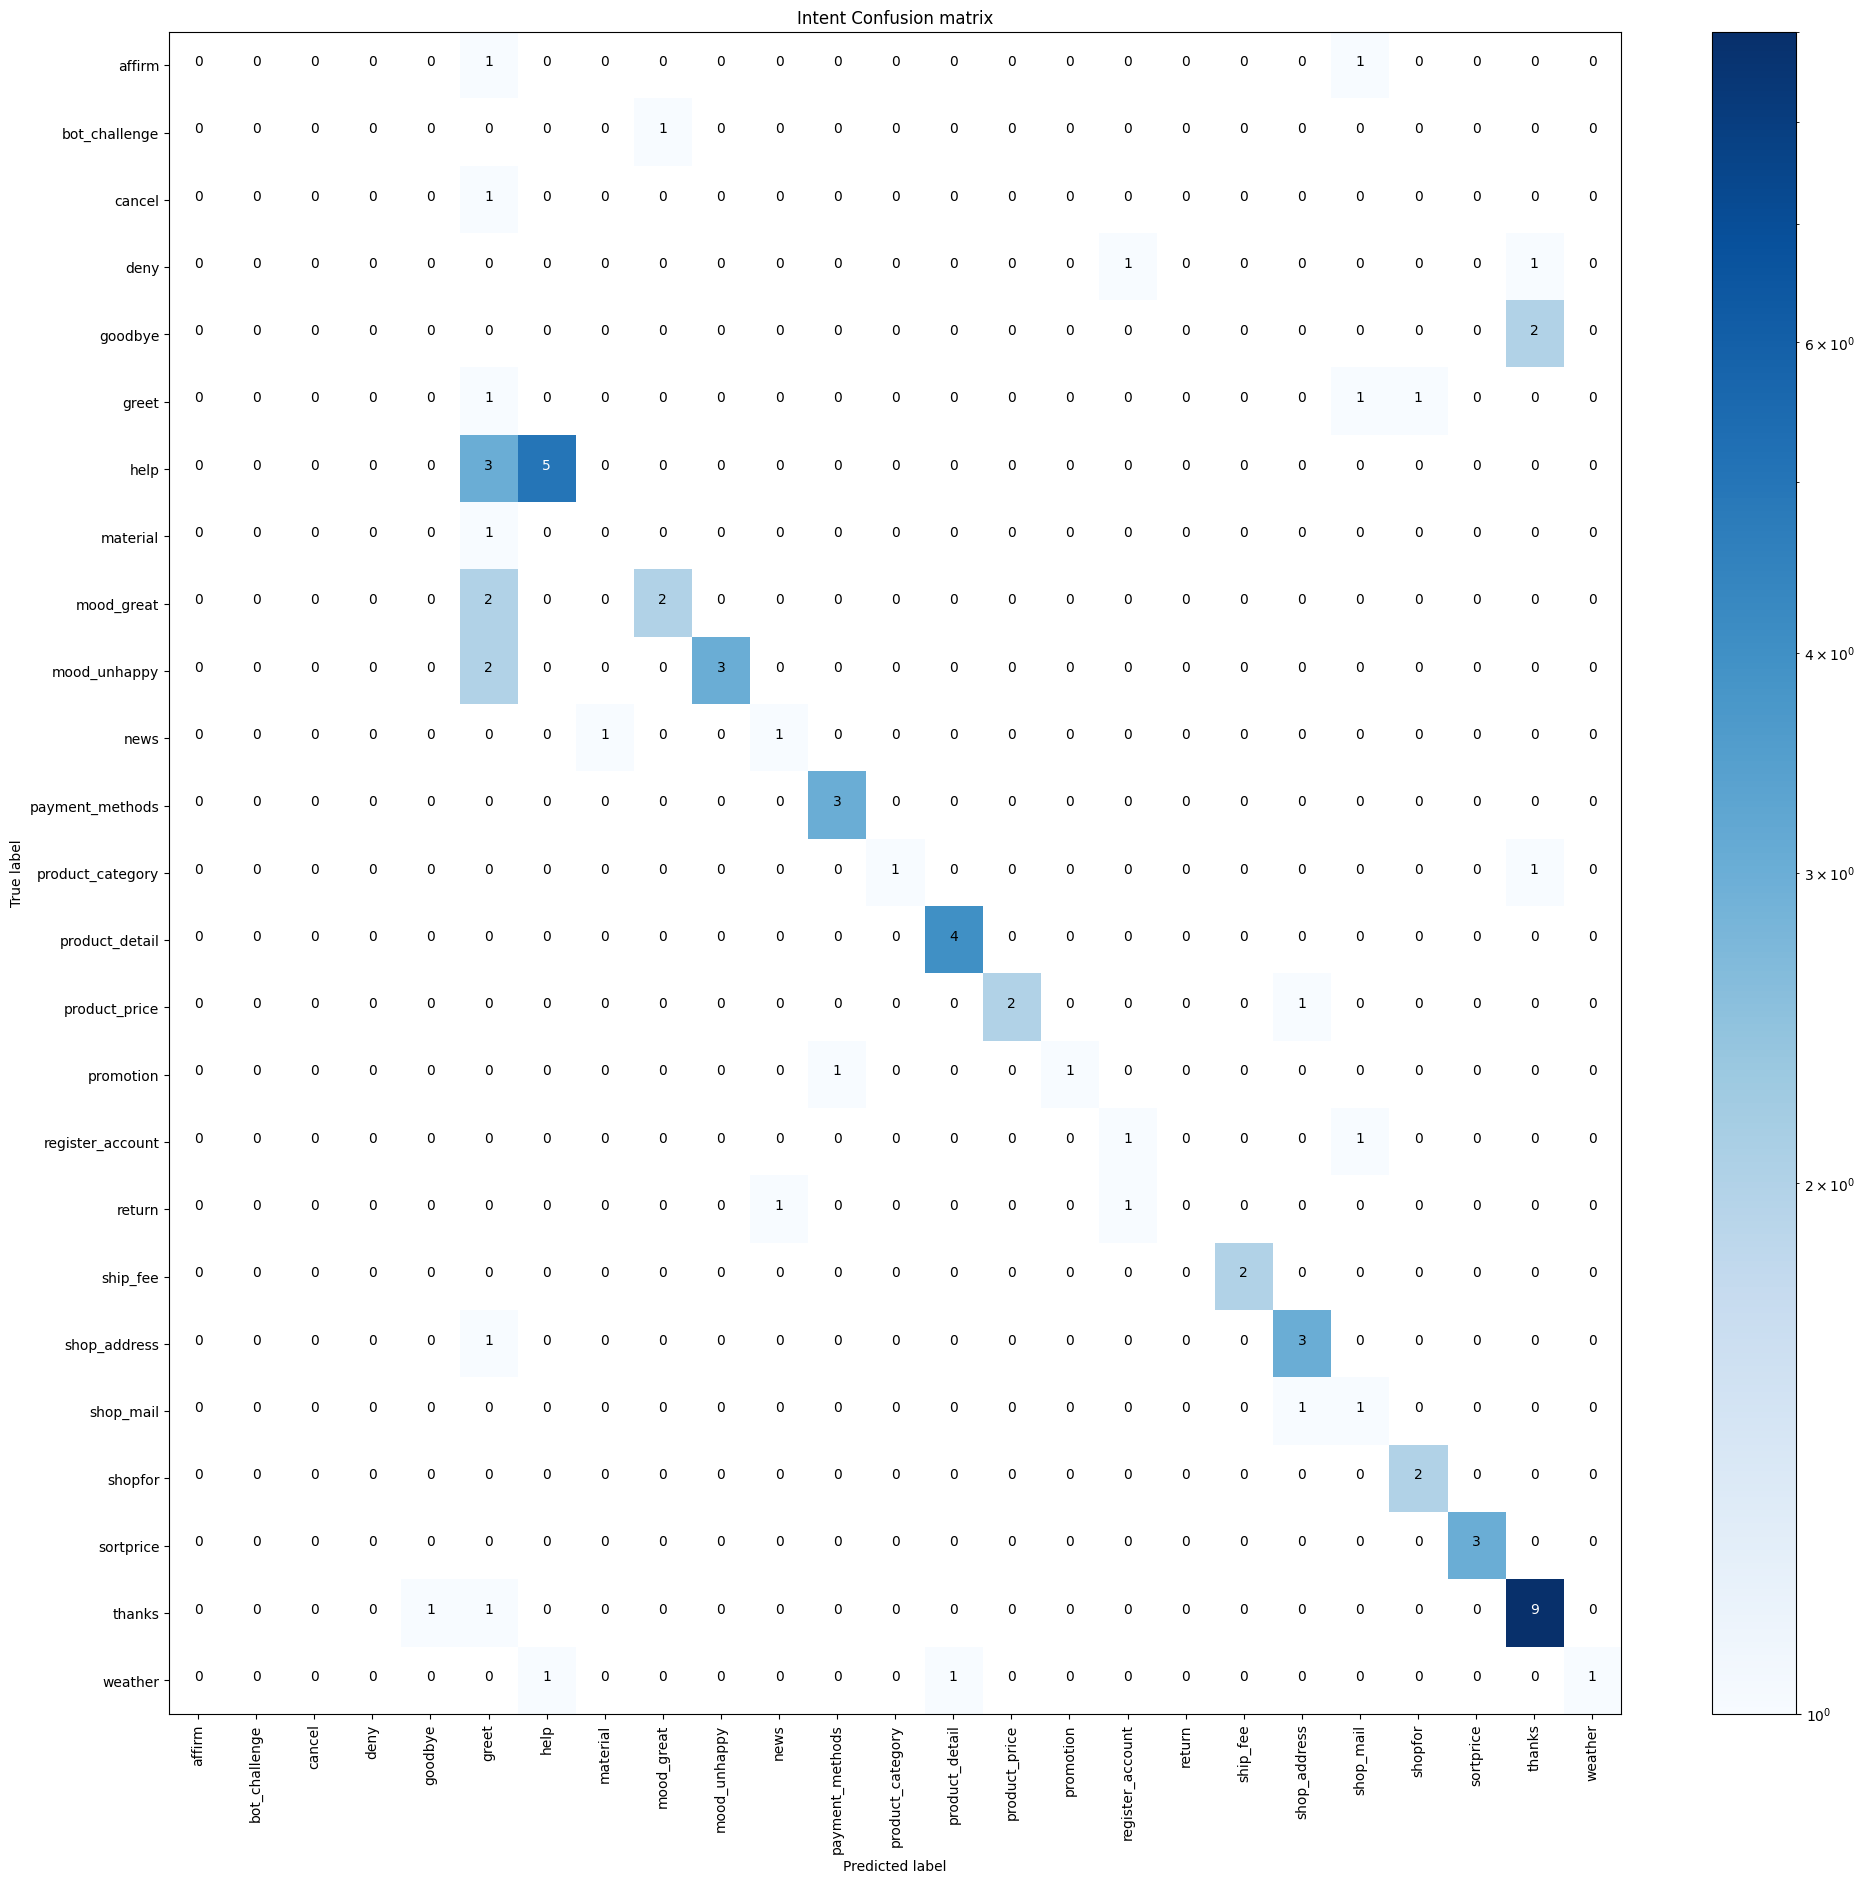 Intent Confusion matrix
affirm 0 0 0 0 0 1 0 0 0 0 0 0 0 0 0 0 0 0 0 0 1 0 0 0 0
bot_challenge 0 0 0 0 0 0 0 0 1 0 0 0 0 0 0 0 0 0 0 0 0 0 0 0 0
cancel 0 0 0 0 0 1 0 0 0 0 0 0 0 0 0 0 0 0 0 0 0 0 0 0 0
deny 0 0 0 0 0 0 0 0 0 0 0 0 0 0 0 0 1 0 0 0 0 0 0 1 0
goodbye 0 0 0 0 0 0 0 0 0 0 0 0 0 0 0 0 0 0 0 0 0 0 0 2 0
greet 0 0 0 0 0 1 0 0 0 0 0 0 0 0 0 0 0 0 0 0 1 1 0 0 0
help 0 0 0 0 0 3 5 0 0 0 0 0 0 0 0 0 0 0 0 0 0 0 0 0 0
material 0 0 0 0 0 1 0 0 0 0 0 0 0 0 0 0 0 0 0 0 0 0 0 0 0
mood_great 0 0 0 0 0 2 0 0 2 0 0 0 0 0 0 0 0 0 0 0 0 0 0 0 0
mood_unhappy 0 0 0 0 0 2 0 0 0 3 0 0 0 0 0 0 0 0 0 0 0 0 0 0 0
news 0 0 0 0 0 0 0 1 0 0 1 0 0 0 0 0 0 0 0 0 0 0 0 0 0
payment_methods 0 0 0 0 0 0 0 0 0 0 0 3 0 0 0 0 0 0 0 0 0 0 0 0 0
product_category 0 0 0 0 0 0 0 0 0 0 0 0 1 0 0 0 0 0 0 0 0 0 0 1 0
product_detail 0 0 0 0 0 0 0 0 0 0 0 0 0 4 0 0 0 0 0 0 0 0 0 0 0
product_price 0 0 0 0 0 0 0 0 0 0 0 0 0 0 2 0 0 0 0 1 0 0 0 0 0
promotion 0 0 0 0 0 0 0 0 0 0 0 1 0 0 0 1 0 0 0 0 0 0 0 0 0
register_account 0 0 0 0 0 0 0 0 0 0 0 0 0 0 0 0 1 0 0 0 1 0 0 0 0
return 0 0 0 0 0 0 0 0 0 0 1 0 0 0 0 0 1 0 0 0 0 0 0 0 0
ship_fee 0 0 0 0 0 0 0 0 0 0 0 0 0 0 0 0 0 0 2 0 0 0 0 0 0
shop_address 0 0 0 0 0 1 0 0 0 0 0 0 0 0 0 0 0 0 0 3 0 0 0 0 0
shop_mail 0 0 0 0 0 0 0 0 0 0 0 0 0 0 0 0 0 0 0 1 1 0 0 0 0
shopfor 0 0 0 0 0 0 0 0 0 0 0 0 0 0 0 0 0 0 0 0 0 2 0 0 0
sortprice 0 0 0 0 0 0 0 0 0 0 0 0 0 0 0 0 0 0 0 0 0 0 3 0 0
thanks 0 0 0 0 1 1 0 0 0 0 0 0 0 0 0 0 0 0 0 0 0 0 0 9 0
weather 0 0 0 0 0 0 1 0 0 0 0 0 0 1 0 0 0 0 0 0 0 0 0 0 1
True label
affirm
bot_challenge
cancel
deny
goodbye
greet
help
material
mood_great
mood_unhappy
news
payment_methods
product_category
product_detail
product_price
promotion
register_account
return
ship_fee
shop_address
shop_mail
shopfor
sortprice
thanks
weather
Predicted label
6 × 10⁰
4 × 10⁰
3 × 10⁰
2 × 10⁰
10⁰